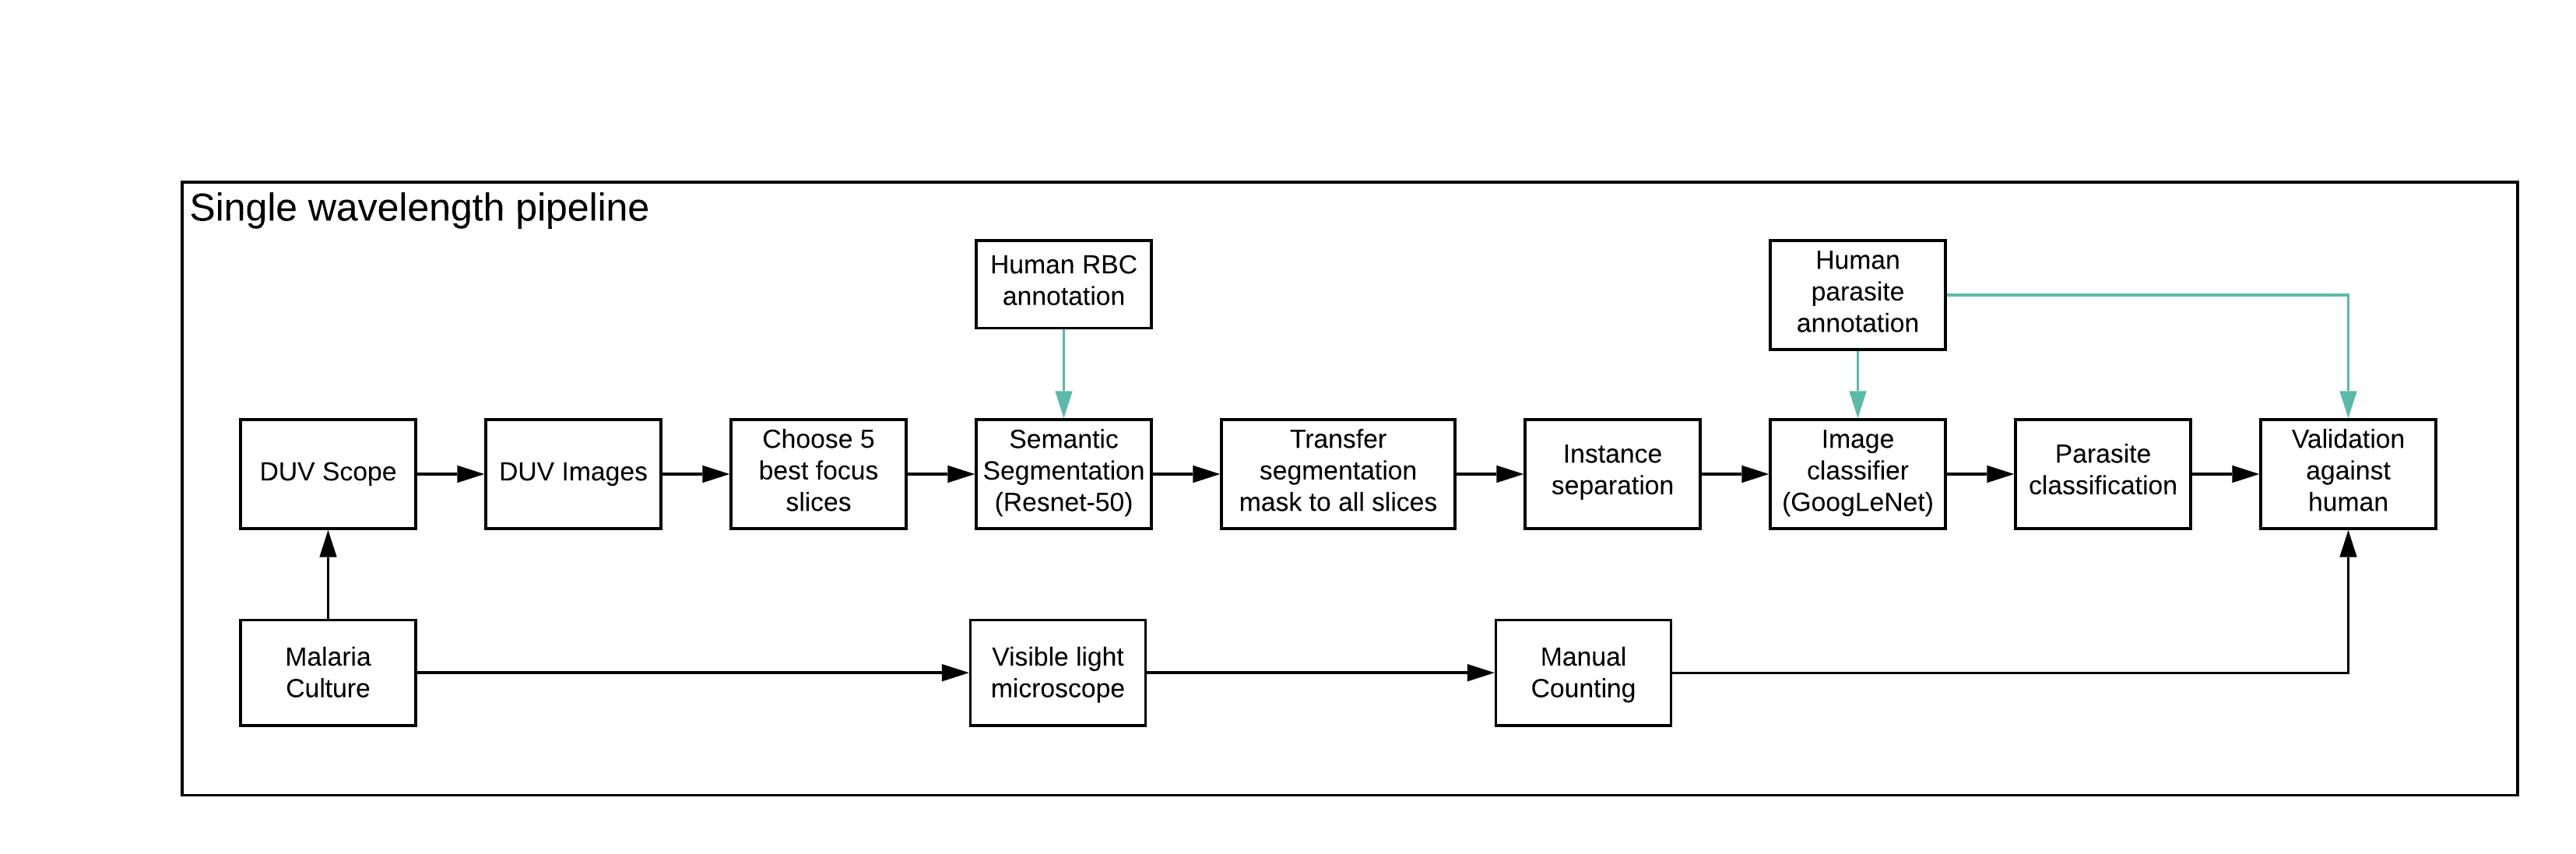 Single wavelength pipeline
Human RBC
annotation
Human
parasite
annotation
DUV Scope
DUV Images
Choose 5
best focus
slices
Semantic
Segmentation
(Resnet-50)
Transfer
segmentation
mask to all slices
Instance
separation
Image
classifier
(GoogLeNet)
Parasite
classification
Validation
against
human
Malaria
Culture
Visible light
microscope
Manual
Counting